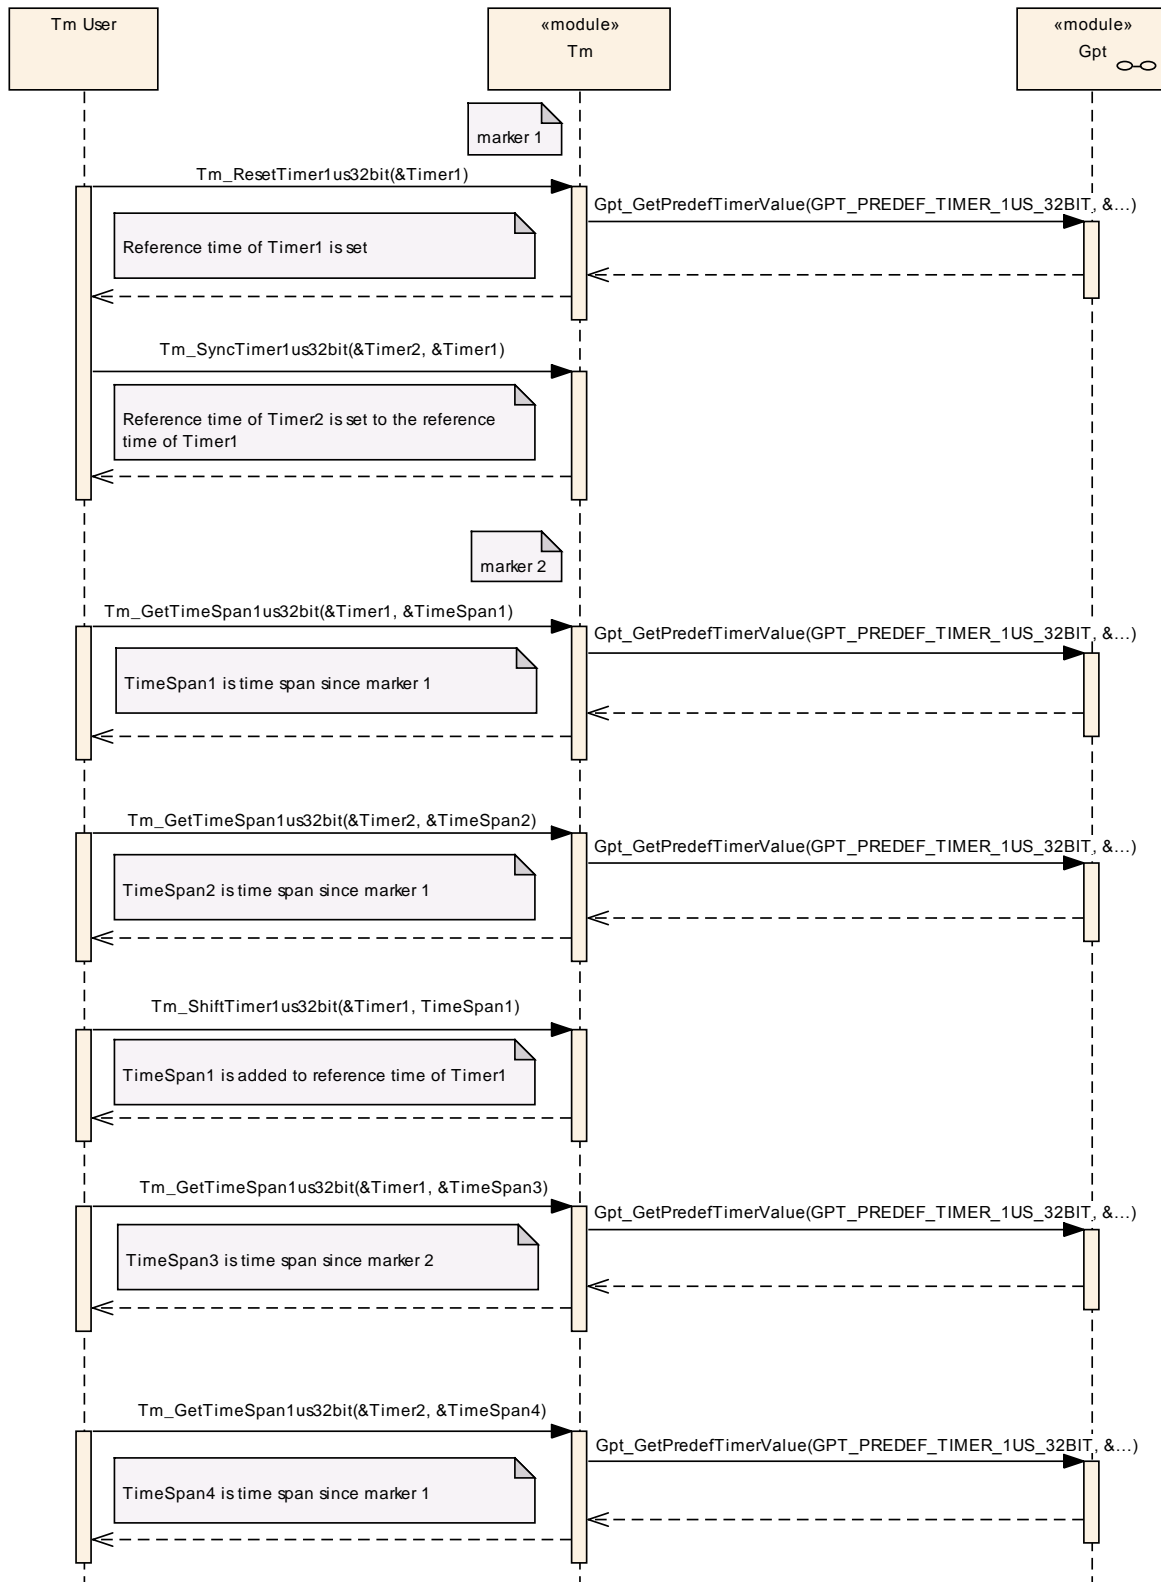 Tm User
«module»
Tm
«module»
Gpt
marker 1
Tm_ResetTimer1us32bit(&Timer1)
Gpt_GetPredefTimerValue(GPT_PREDEF_TIMER_1US_32BIT, &...)
Reference time of Timer1 is set
Tm_SyncTimer1us32bit(&Timer2, &Timer1)
Reference time of Timer2 is set to the reference
time of Timer1
marker 2
Tm_GetTimeSpan1us32bit(&Timer1, &TimeSpan1)
Gpt_GetPredefTimerValue(GPT_PREDEF_TIMER_1US_32BIT, &...)
TimeSpan1 is time span since marker 1
Tm_GetTimeSpan1us32bit(&Timer2, &TimeSpan2)
Gpt_GetPredefTimerValue(GPT_PREDEF_TIMER_1US_32BIT, &...)
TimeSpan2 is time span since marker 1
Tm_ShiftTimer1us32bit(&Timer1, TimeSpan1)
TimeSpan1 is added to reference time of Timer1
Tm_GetTimeSpan1us32bit(&Timer1, &TimeSpan3)
Gpt_GetPredefTimerValue(GPT_PREDEF_TIMER_1US_32BIT, &...)
TimeSpan3 is time span since marker 2
Tm_GetTimeSpan1us32bit(&Timer2, &TimeSpan4)
Gpt_GetPredefTimerValue(GPT_PREDEF_TIMER_1US_32BIT, &...)
TimeSpan4 is time span since marker 1